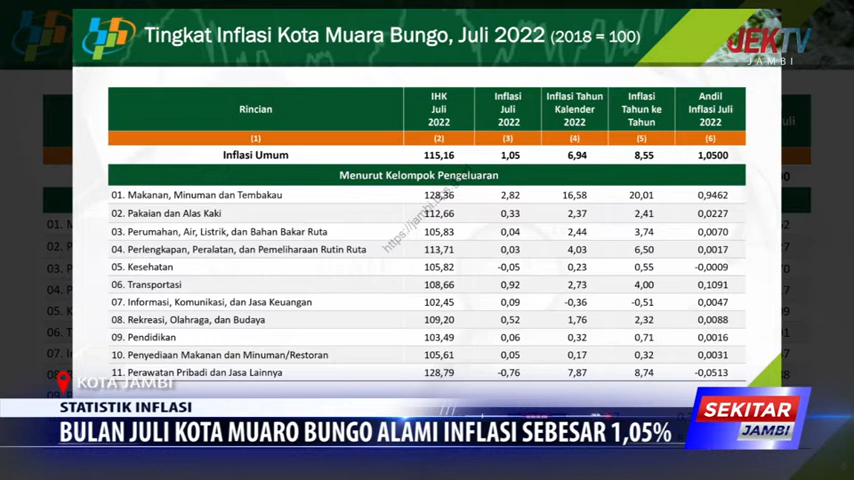 Tingkat Inflasi Kota Muara Bungo, Juli 2022 (2018 = 100)
JEKTV
JAMBI
Rincian IHK Juli 2022 Inflasi Juli 2022 Inflasi Tahun Kalender 2022 Inflasi Tahun ke Tahun Andil Inflasi Juli 2022
(1) (2) (3) (4) (5) (6)
Inflasi Umum 115,16 1,05 6,94 8,55 1,0500
Menurut Kelompok Pengeluaran
01. Makanan, Minuman dan Tembakau 128,36 2,82 16,58 20,01 0,9462
02. Pakaian dan Alas Kaki 112,66 0,33 2,37 2,41 0,0227
03. Perumahan, Air, Listrik, dan Bahan Bakar Ruta 105,83 0,04 2,44 3,74 0,0070
04. Perlengkapan, Peralatan, dan Pemeliharaan Rutin Ruta 113,71 0,03 4,03 6,50 0,0017
05. Kesehatan 105,82 -0,05 0,23 0,55 -0,0009
06. Transportasi 108,66 0,92 2,73 4,00 0,1091
07. Informasi, Komunikasi, dan Jasa Keuangan 102,45 0,09 -0,36 -0,51 0,0047
08. Rekreasi, Olahraga, dan Budaya 109,20 0,52 1,76 2,32 0,0088
09. Pendidikan 103,49 0,06 0,32 0,71 0,0016
10. Penyediaan Makanan dan Minuman/Restoran 105,61 0,05 0,17 0,32 0,0031
11. Perawatan Pribadi dan Jasa Lainnya 128,79 -0,76 7,87 8,74 -0,0513
KOTA JAMBI
STATISTIK INFLASI
BULAN JULI KOTA MUARO BUNGO ALAMI INFLASI SEBESAR 1,05%
SEKITAR
JAMBI